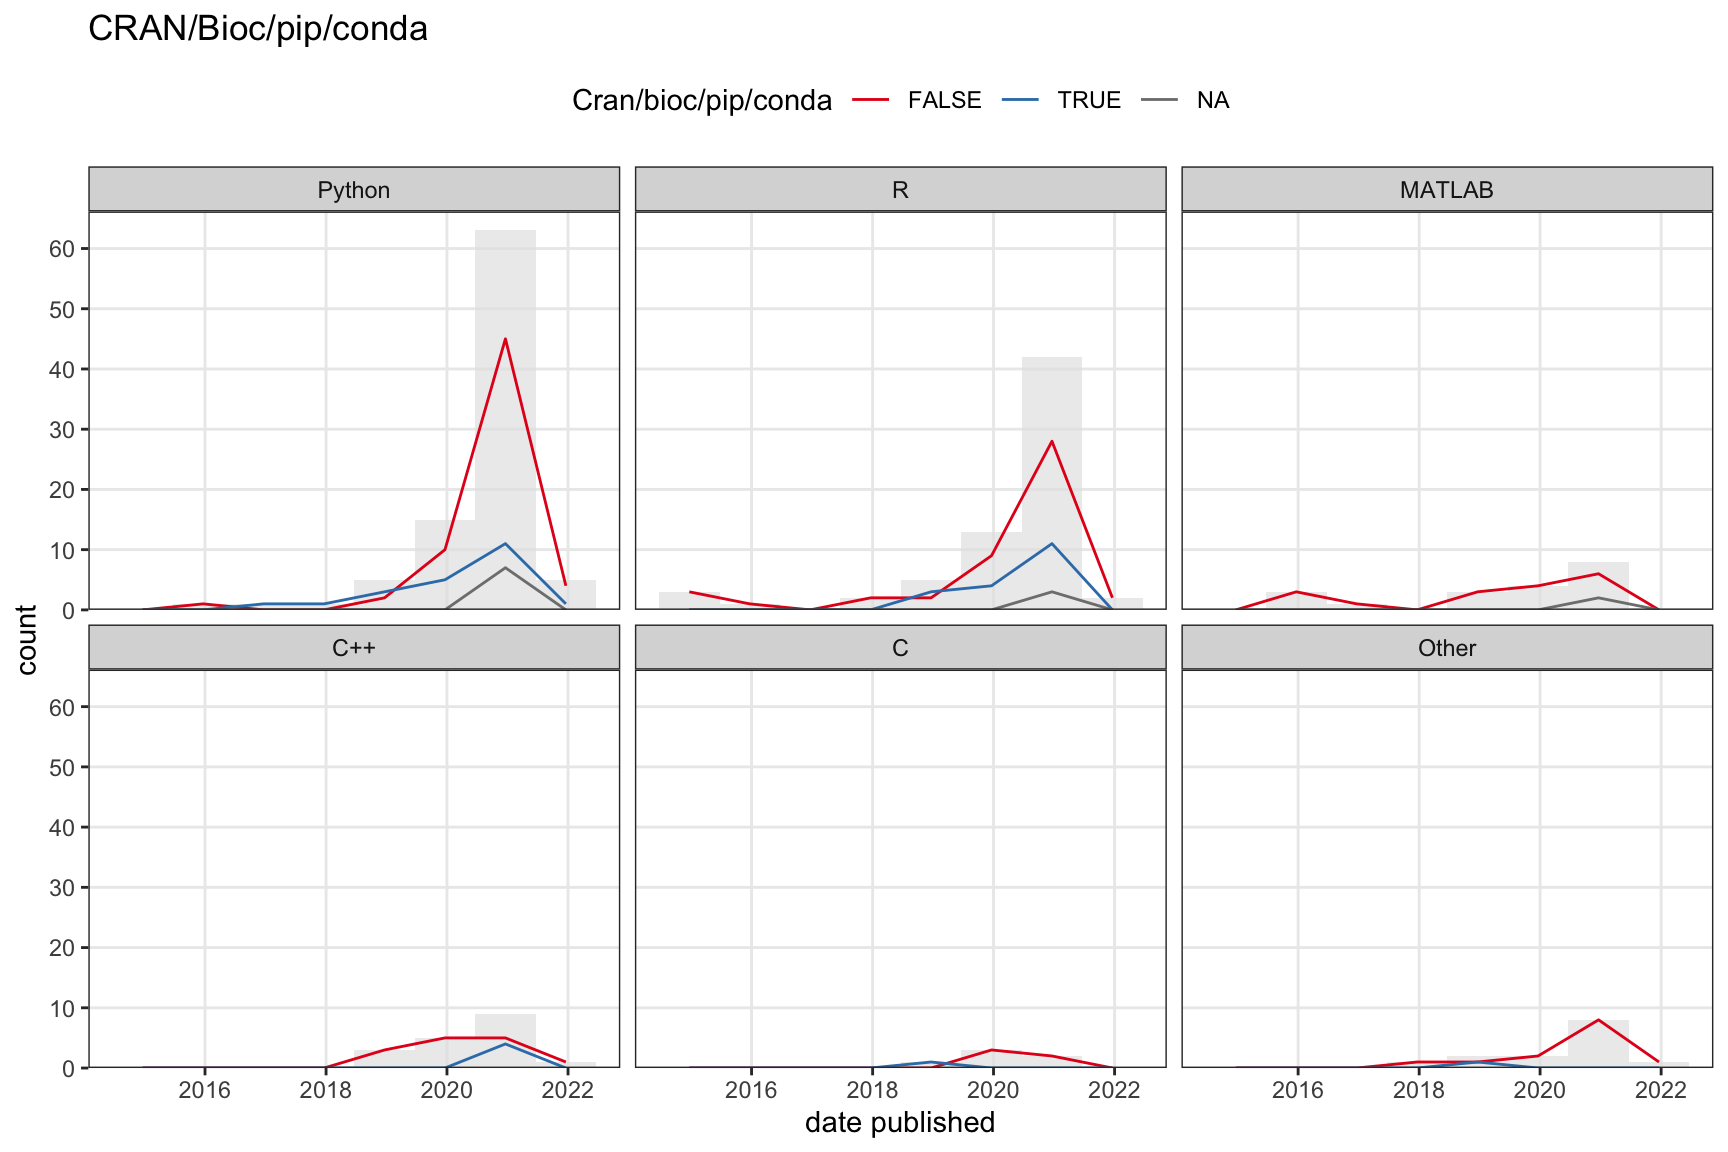 CRAN/Bioc/pip/conda
Cran/bioc/pip/conda FALSE TRUE NA
Python R MATLAB
60
50
40
30
20
10
0
count
C++ C Other
60
50
40
30
20
10
0
2016 2018 2020 2022 2016 2018 2020 2022 2016 2018 2020 2022
date published